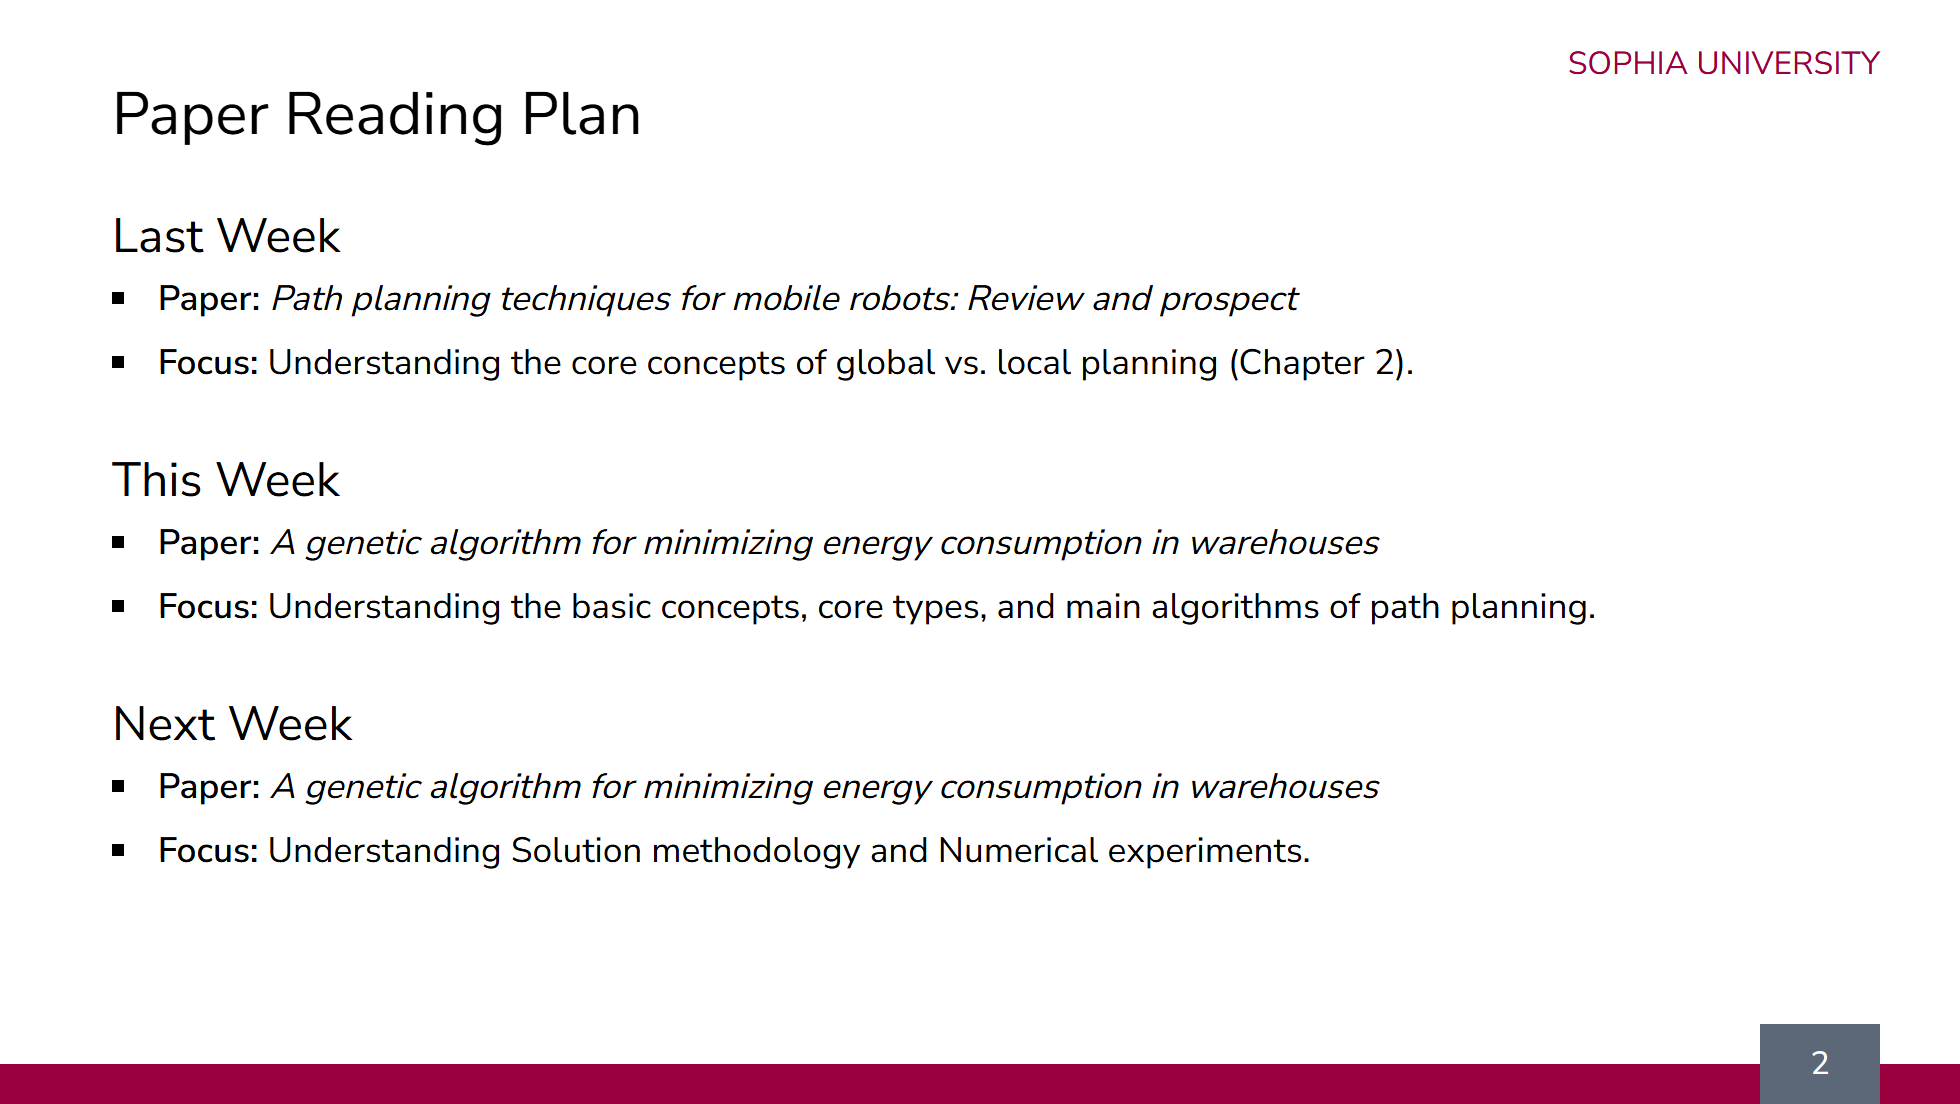 SOPHIA UNIVERSITY
Paper Reading Plan
Last Week
Paper: Path planning techniques for mobile robots: Review and prospect
Focus: Understanding the core concepts of global vs. local planning (Chapter 2).
This Week
Paper: A genetic algorithm for minimizing energy consumption in warehouses
Focus: Understanding the basic concepts, core types, and main algorithms of path planning.
Next Week
Paper: A genetic algorithm for minimizing energy consumption in warehouses
Focus: Understanding Solution methodology and Numerical experiments.
2